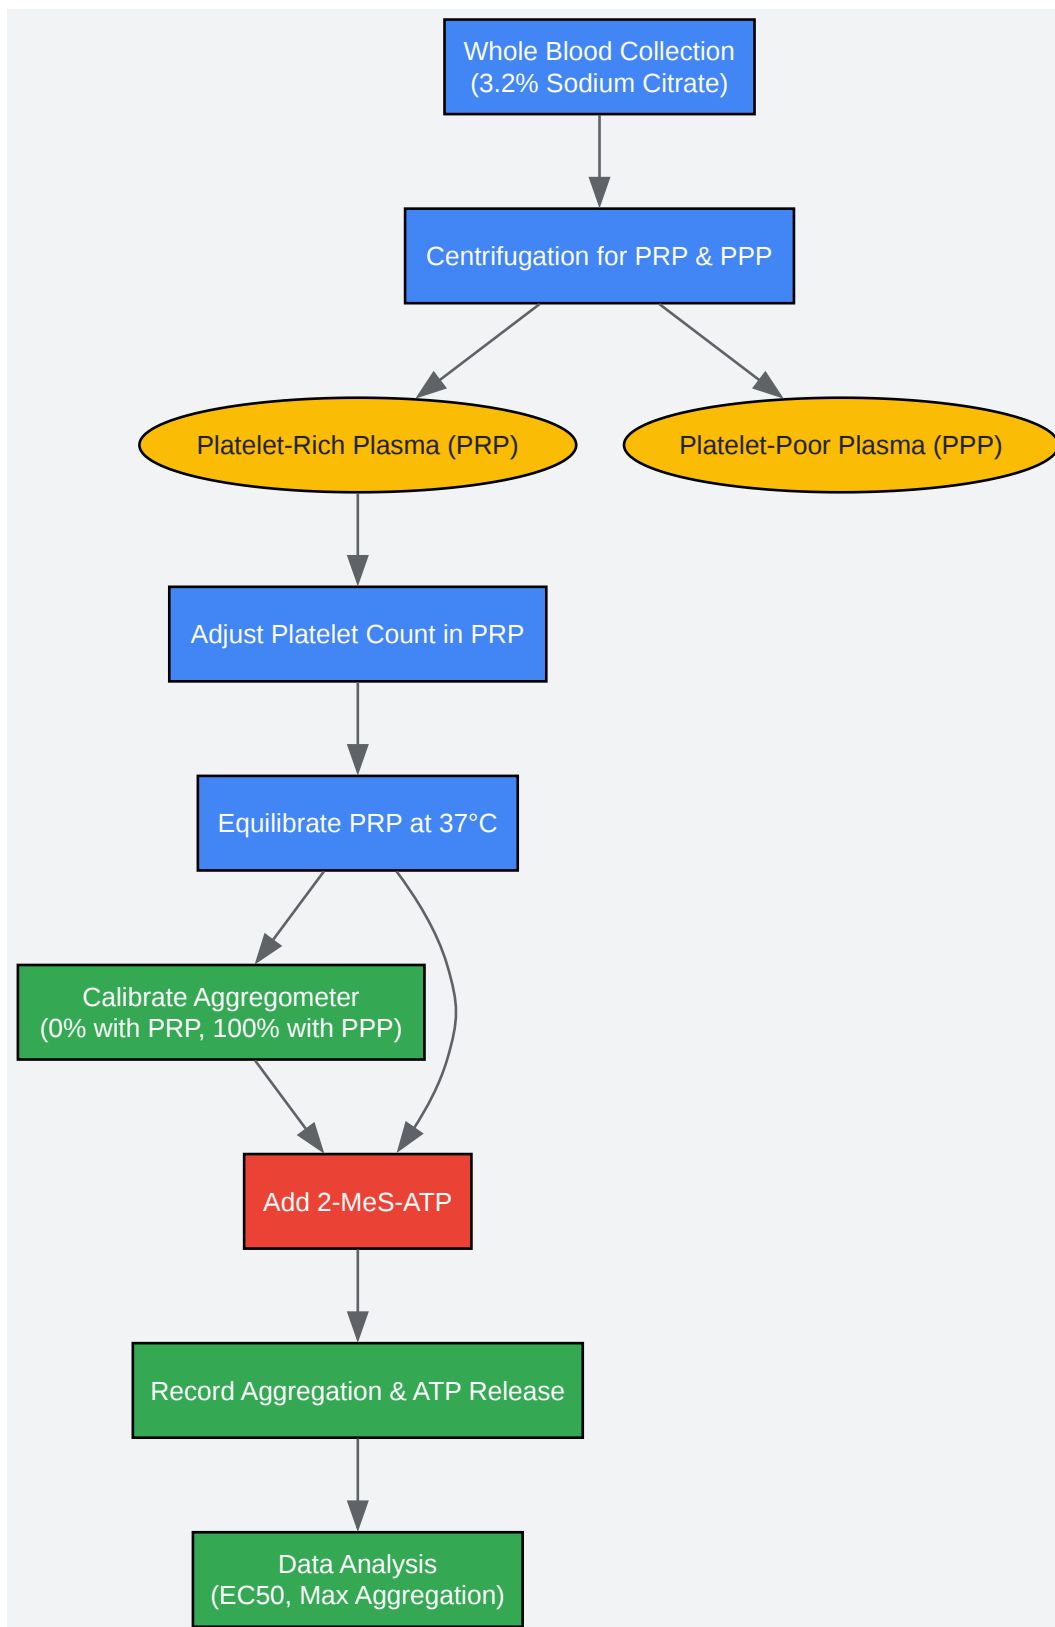 Whole Blood Collection
(3.2% Sodium Citrate)
Centrifugation for PRP & PPP
Platelet-Rich Plasma (PRP)
Platelet-Poor Plasma (PPP)
Adjust Platelet Count in PRP
Equilibrate PRP at 37°C
Calibrate Aggregometer
(0% with PRP, 100% with PPP)
Add 2-MeS-ATP
Record Aggregation & ATP Release
Data Analysis
(EC50, Max Aggregation)